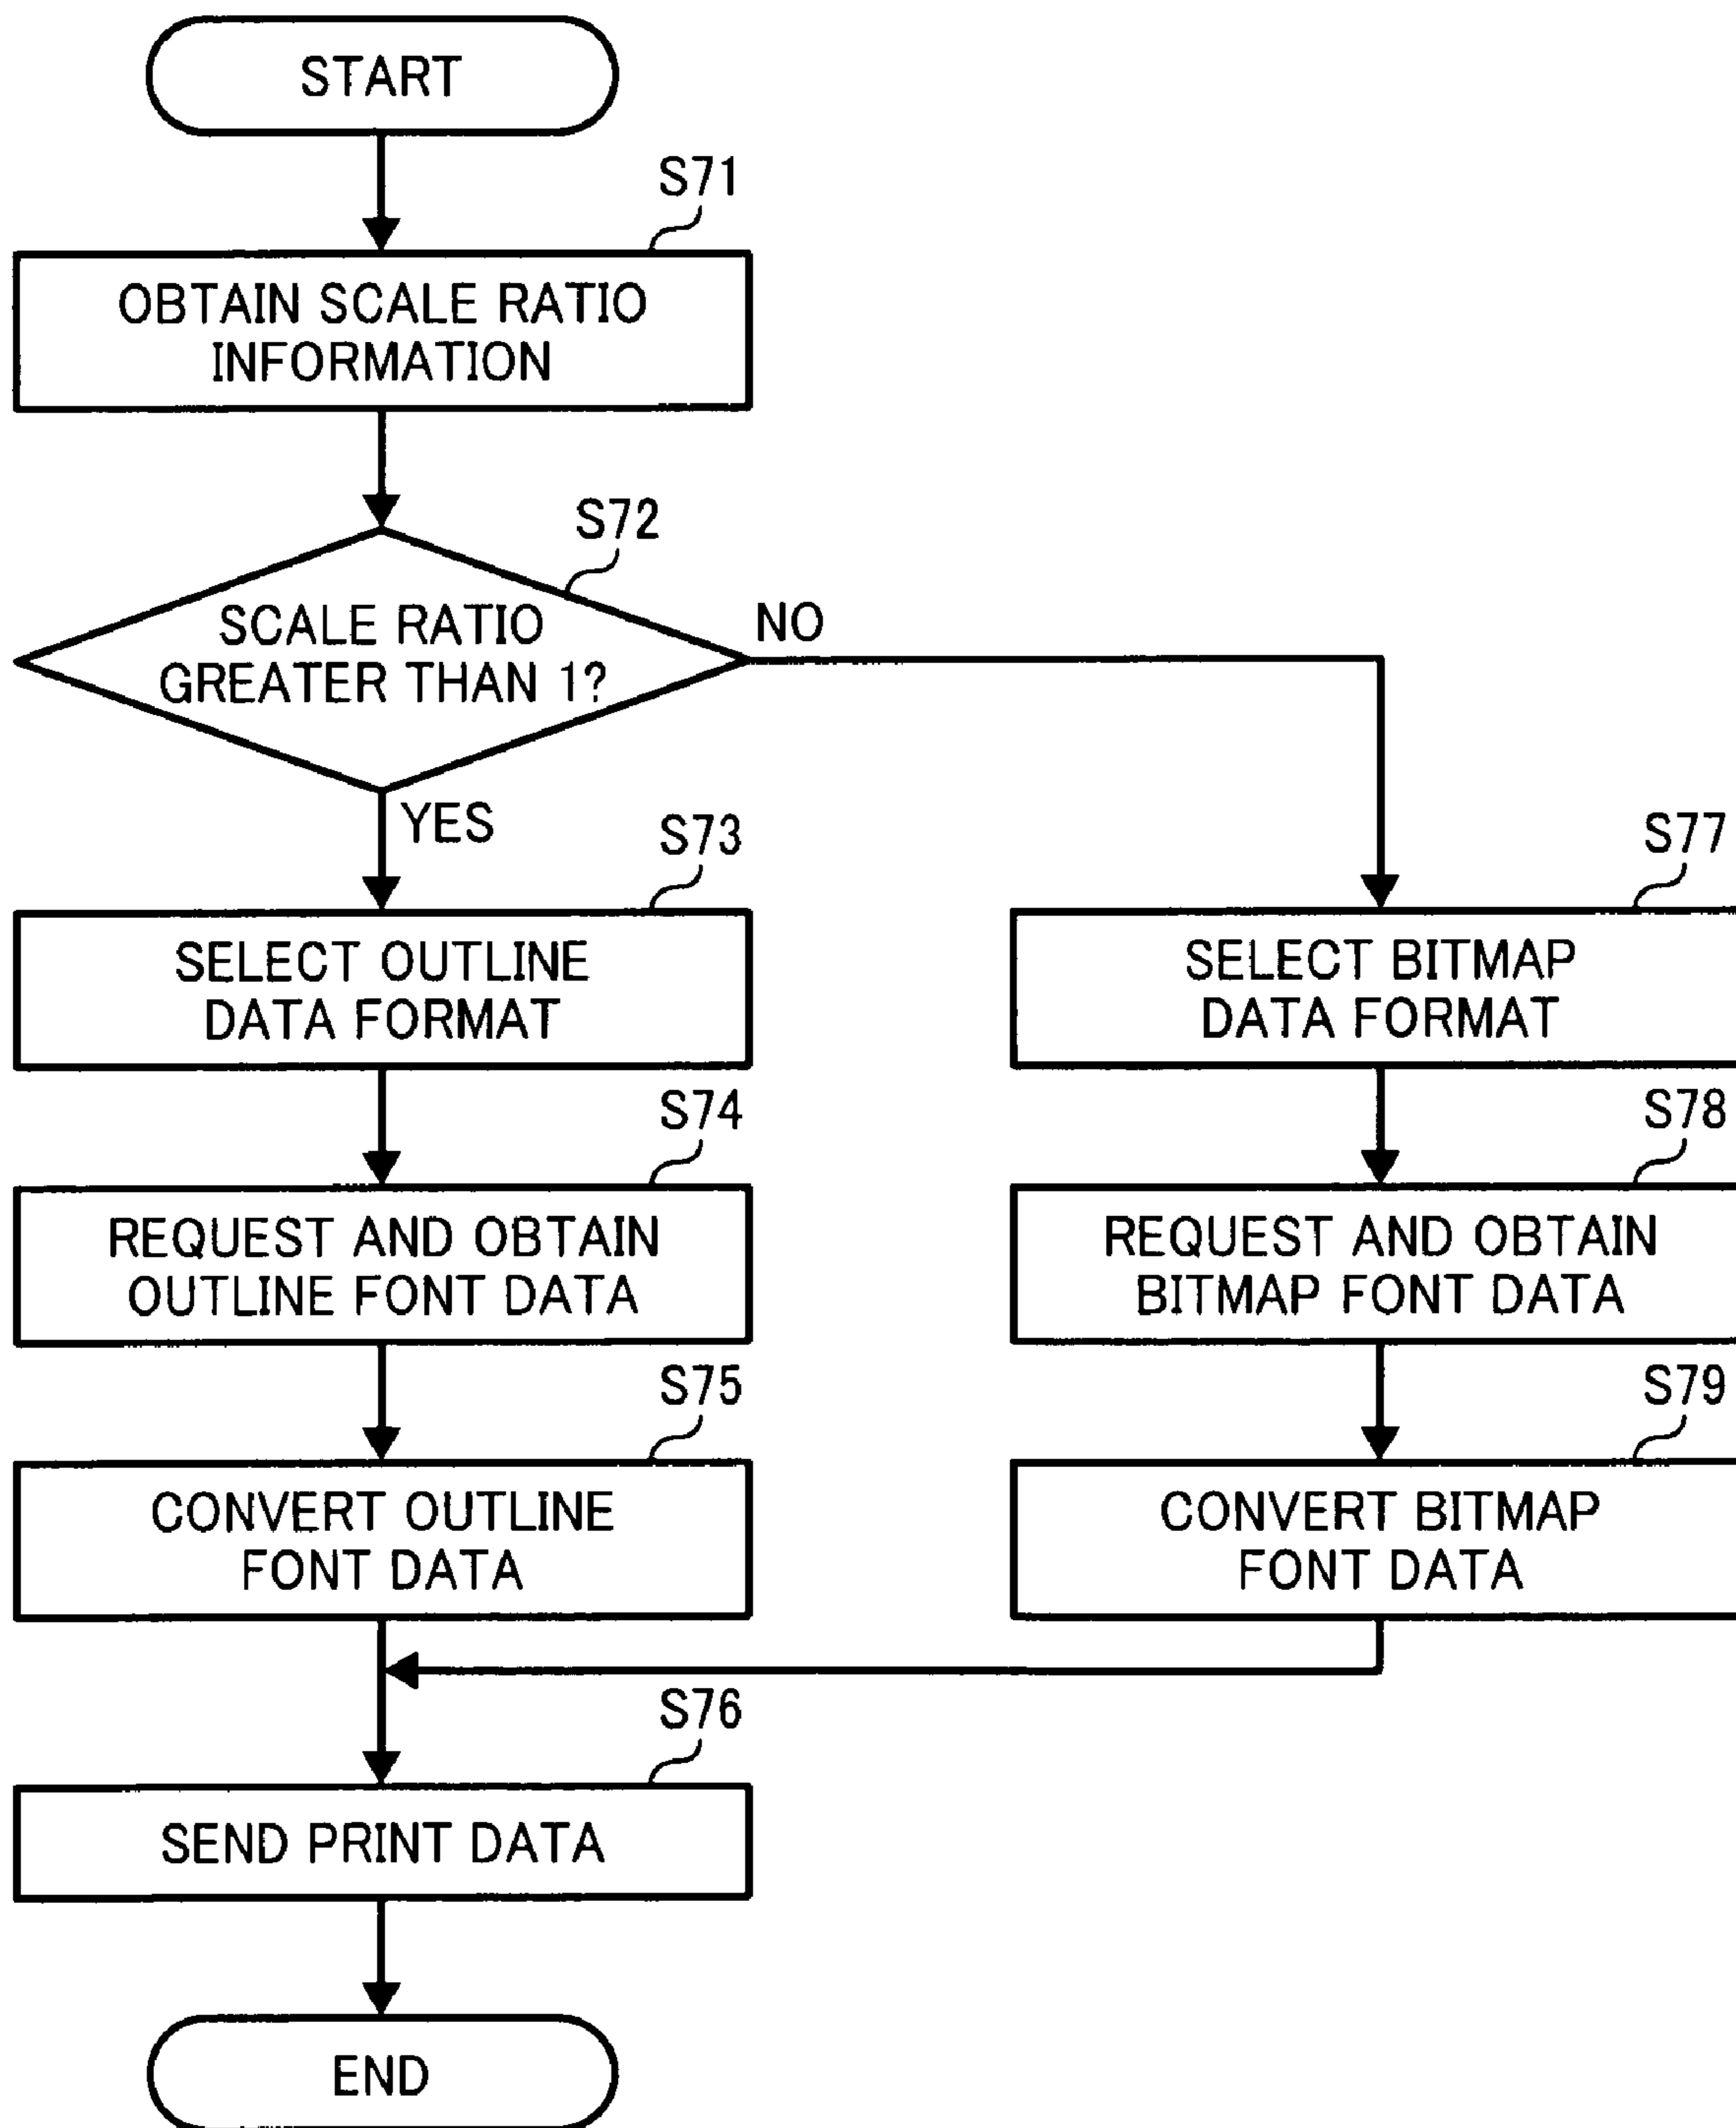 START
S71
OBTAIN SCALE RATIO
INFORMATION
S72
SCALE RATIO
GREATER THAN 1?
NO
YES
S73
SELECT OUTLINE
DATA FORMAT
S77
SELECT BITMAP
DATA FORMAT
S74
REQUEST AND OBTAIN
OUTLINE FONT DATA
S78
REQUEST AND OBTAIN
BITMAP FONT DATA
S75
CONVERT OUTLINE
FONT DATA
S79
CONVERT BITMAP
FONT DATA
S76
SEND PRINT DATA
END